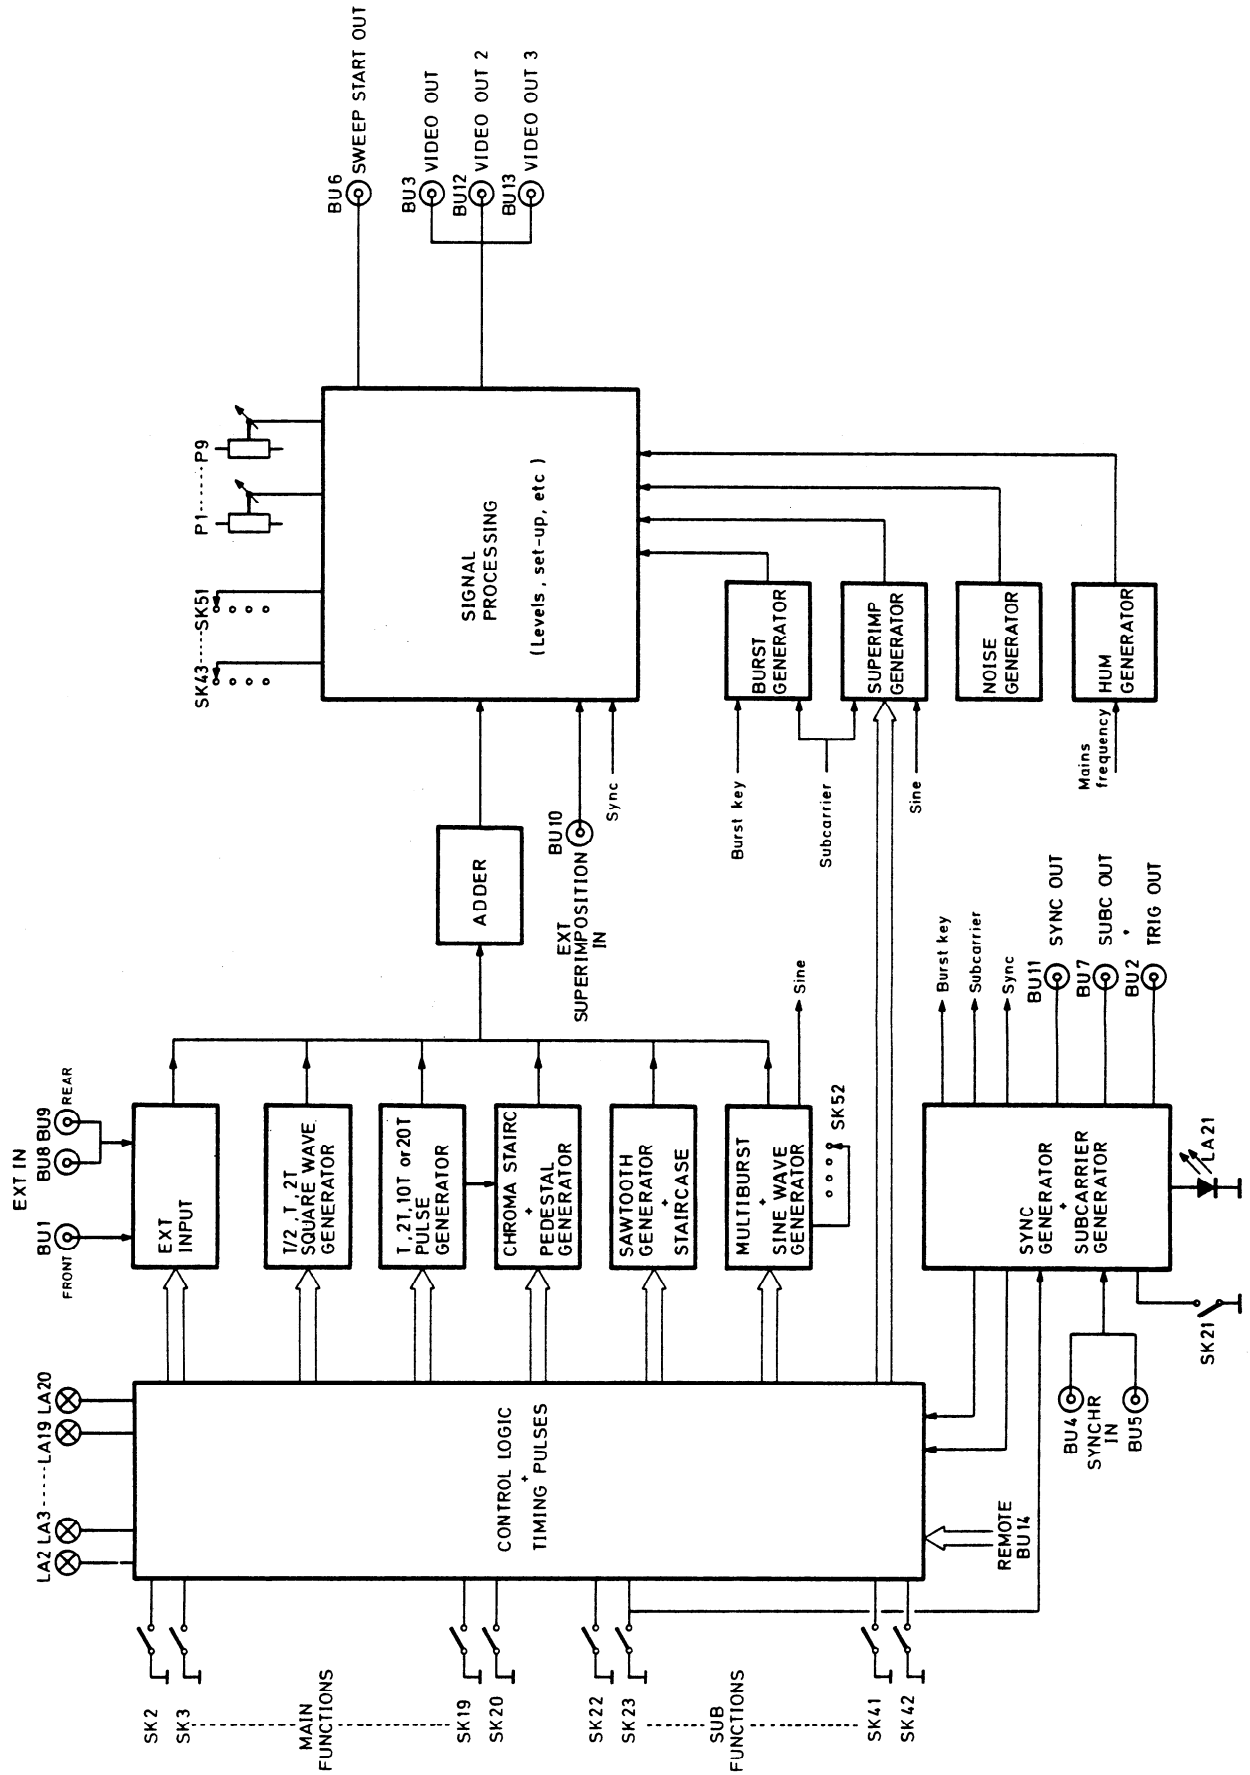 EXT IN
BU1
BU8
BU9
FRONT
REAR
LA2
LA3
-----LA19
LA20
SK2
SK3
MAIN
FUNCTIONS
SK19
SK20
SK22
SK23
SUB
FUNCTIONS
SK41
SK42
CONTROL LOGIC
+
TIMING PULSES
REMOTE
BU14
EXT
INPUT
T/2 ,T ,2T
SQUARE WAVE
GENERATOR
T ,2T,10T or 20T
PULSE
GENERATOR
CHROMA STAIRC
+
PEDESTAL
GENERATOR
SAWTOOTH
GENERATOR
+
STAIRCASE
MULTIBURST
+
SINE WAVE
GENERATOR
SK52
Sine
SYNC
GENERATOR
+
SUBCARRIER
GENERATOR
BU4
SYNCHR
IN
BU5
SK21
LA21
Burst key
Subcarrier
Sync
BU11
SYNC OUT
BU7
SUBC OUT
+
BU2
TRIG OUT
ADDER
BU10
EXT
SUPERIMPOSITION
IN
Sync
SK43------SK51
P1------P9
SIGNAL
PROCESSING
(Levels , set-up, etc )
Burst key
Subcarrier
Sine
Mains
frequency
BURST
GENERATOR
SUPERIMP
GENERATOR
NOISE
GENERATOR
HUM
GENERATOR
BU6
SWEEP START OUT
BU3
VIDEO OUT
BU12
VIDEO OUT 2
BU13
VIDEO OUT 3